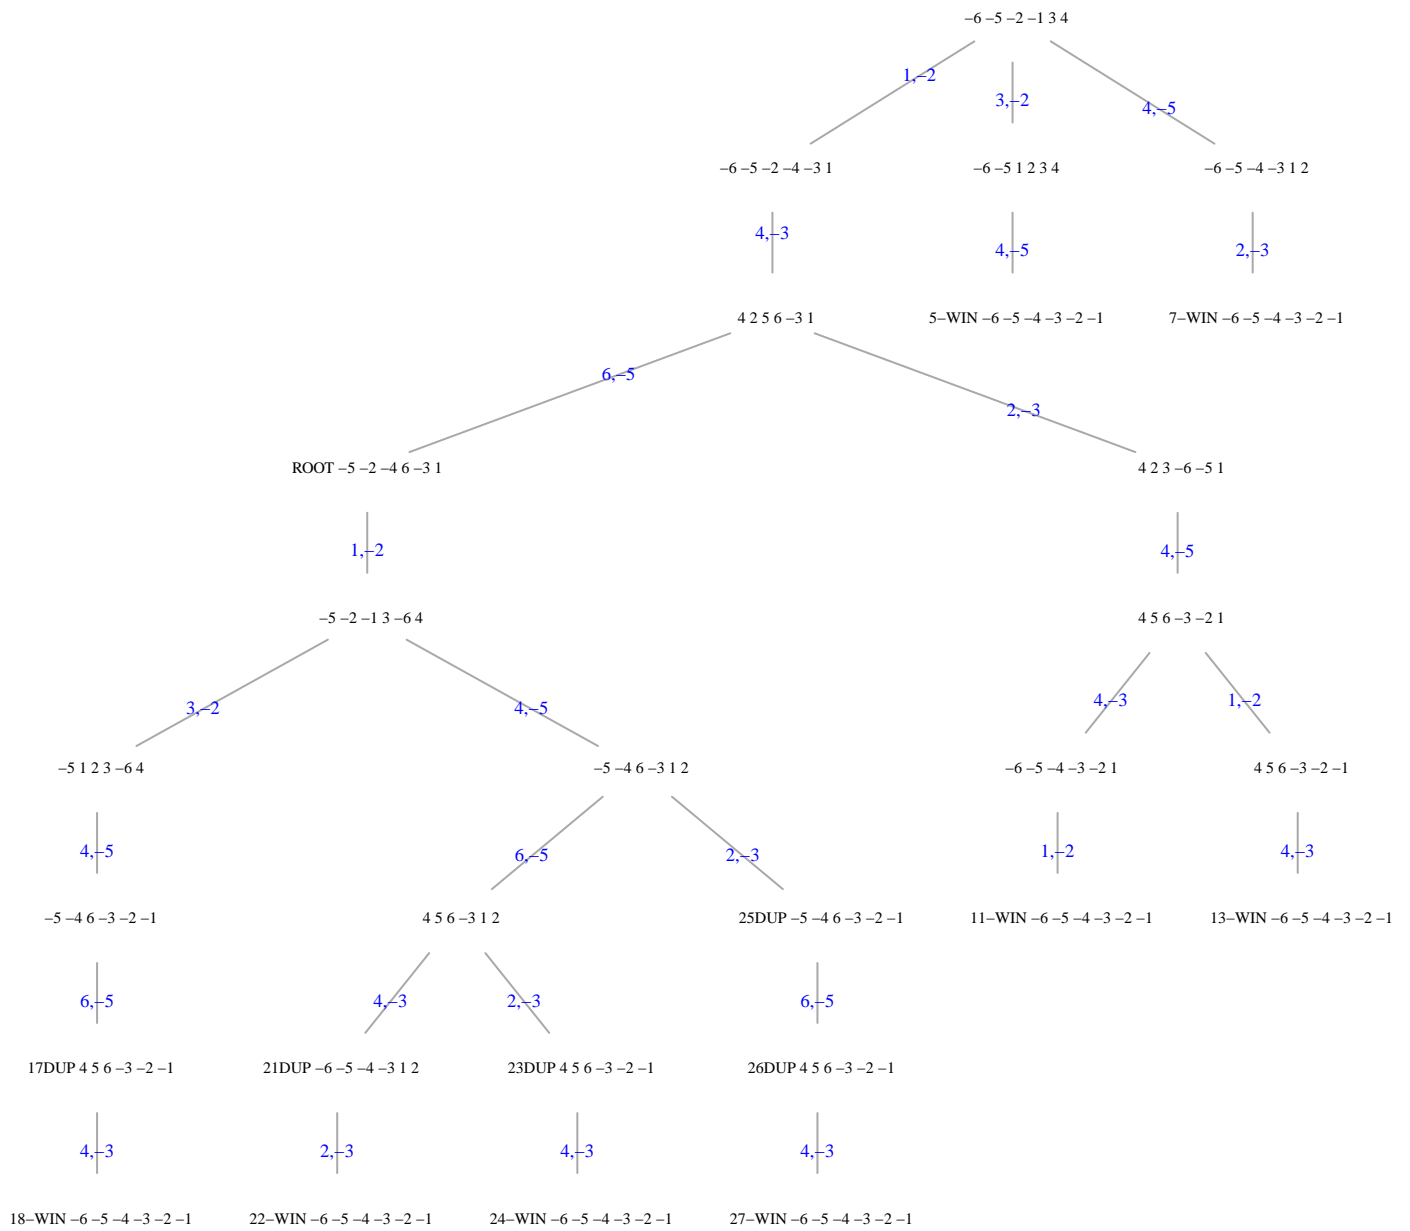 –6 –5 –2 –1 3 4
1,–2
3,–2
4,–5
–6 –5 –2 –4 –3 1
–6 –5 1 2 3 4
–6 –5 –4 –3 1 2
4,–3
4,–5
2,–3
4 2 5 6 –3 1
5–WIN –6 –5 –4 –3 –2 –1
7–WIN –6 –5 –4 –3 –2 –1
6,–5
2,–3
ROOT –5 –2 –4 6 –3 1
4 2 3 –6 –5 1
1,–2
4,–5
–5 –2 –1 3 –6 4
4 5 6 –3 –2 1
3,–2
4,–5
4,–3
1,–2
–5 1 2 3 –6 4
–5 –4 6 –3 1 2
–6 –5 –4 –3 –2 1
4 5 6 –3 –2 –1
4,–5
6,–5
2,–3
1,–2
4,–3
–5 –4 6 –3 –2 –1
4 5 6 –3 1 2
25DUP –5 –4 6 –3 –2 –1
11–WIN –6 –5 –4 –3 –2 –1
13–WIN –6 –5 –4 –3 –2 –1
6,–5
4,–3
2,–3
6,–5
17DUP 4 5 6 –3 –2 –1
21DUP –6 –5 –4 –3 1 2
23DUP 4 5 6 –3 –2 –1
26DUP 4 5 6 –3 –2 –1
4,–3
2,–3
4,–3
4,–3
18–WIN –6 –5 –4 –3 –2 –1
22–WIN –6 –5 –4 –3 –2 –1
24–WIN –6 –5 –4 –3 –2 –1
27–WIN –6 –5 –4 –3 –2 –1